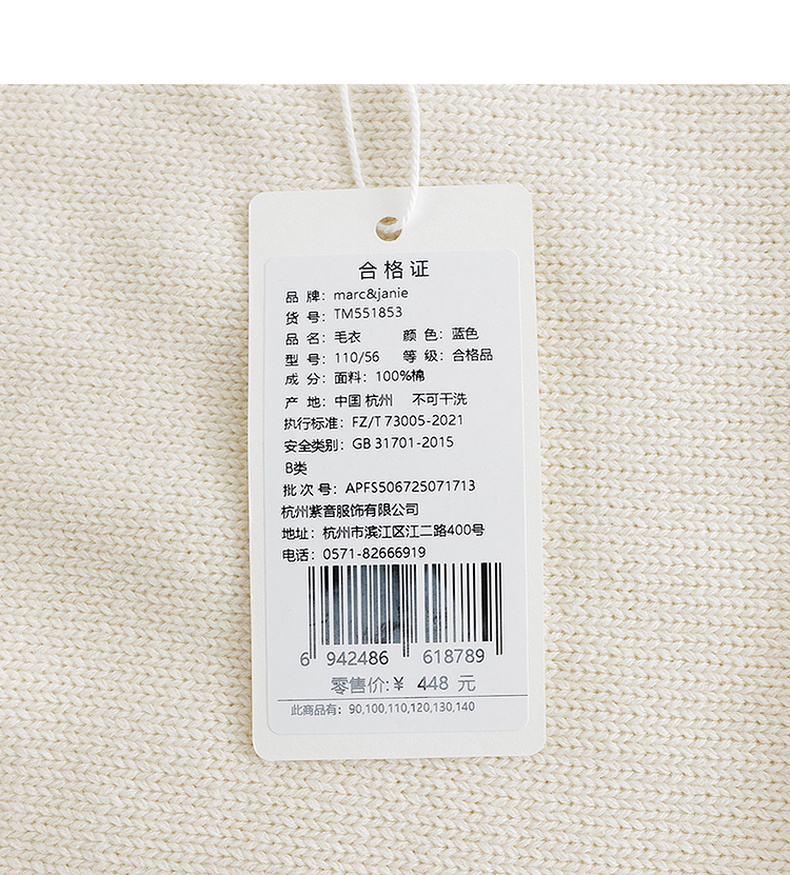 合格证
品 牌：marc&janie
货 号：TM551853
品 名：毛衣 颜 色：蓝色
型 号：110/56 等 级：合格品
成 分：面料：100%棉
产 地：中国 杭州 不可干洗
执行标准：FZ/T 73005-2021
安全类别：GB 31701-2015
B类
批 次 号：APFS506725071713
杭州紫音服饰有限公司
地址：杭州市滨江区江二路400号
电话：0571-82666919
6 942486 618789
零售价:¥ 448 元
此商品有：90,100,110,120,130,140